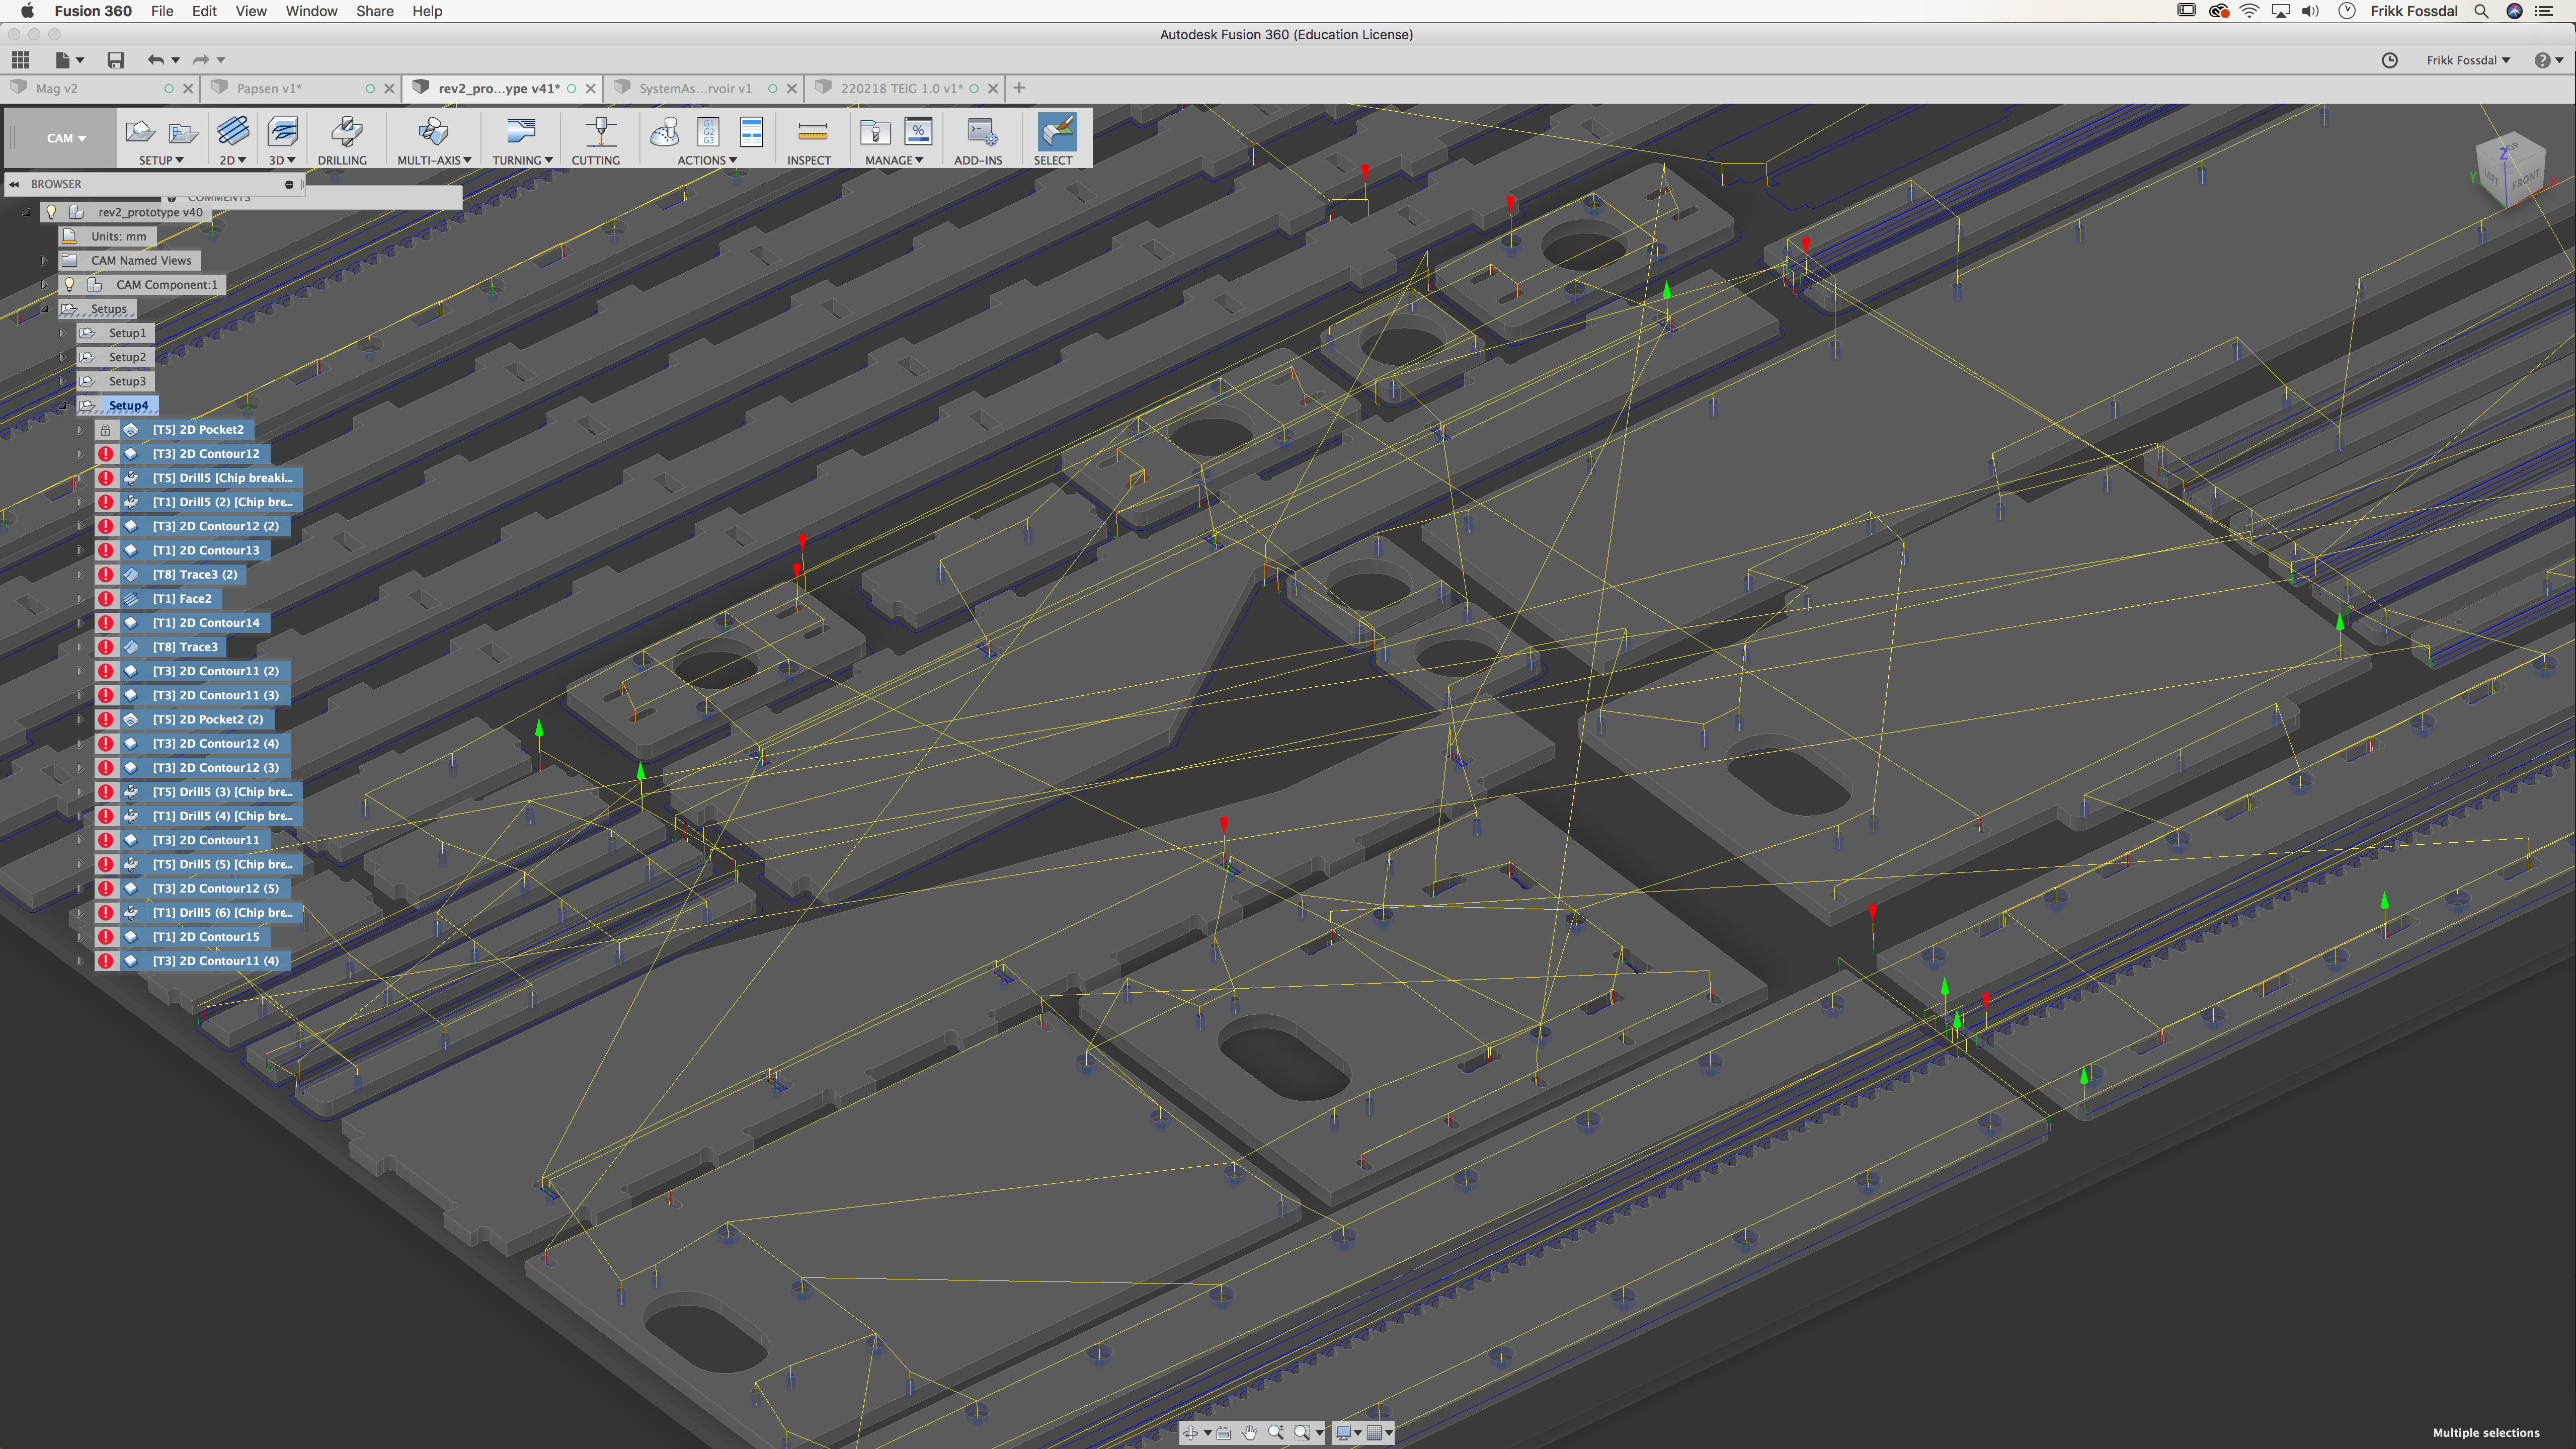 Fusion 360 File Edit View Window Share Help Frikk Fossdal
Autodesk Fusion 360 (Education License)
Frikk Fossdal
Mag v2 Papsen v1* rev2_pro...ype v41* SystemAs...rvoir v1 220218 TEIG 1.0 v1*
G1
G2
G3
%
CAM SETUP 2D 3D DRILLING MULTI-AXIS TURNING CUTTING ACTIONS INSPECT MANAGE ADD-INS SELECT
BROWSER
COMMENTS
rev2_prototype v40
Units: mm
CAM Named Views
CAM Component:1
Setups
Setup1
Setup2
Setup3
Setup4
[T5] 2D Pocket2
[T3] 2D Contour12
[T5] Drill5 [Chip breaki...
[T1] Drill5 (2) [Chip bre...
[T3] 2D Contour12 (2)
[T1] 2D Contour13
[T8] Trace3 (2)
[T1] Face2
[T1] 2D Contour14
[T8] Trace3
[T3] 2D Contour11 (2)
[T3] 2D Contour11 (3)
[T5] 2D Pocket2 (2)
[T3] 2D Contour12 (4)
[T3] 2D Contour12 (3)
[T5] Drill5 (3) [Chip bre...
[T1] Drill5 (4) [Chip bre...
[T3] 2D Contour11
[T5] Drill5 (5) [Chip bre...
[T3] 2D Contour12 (5)
[T1] Drill5 (6) [Chip bre...
[T1] 2D Contour15
[T3] 2D Contour11 (4)
Z
Y
LEFT FRONT
Multiple selections